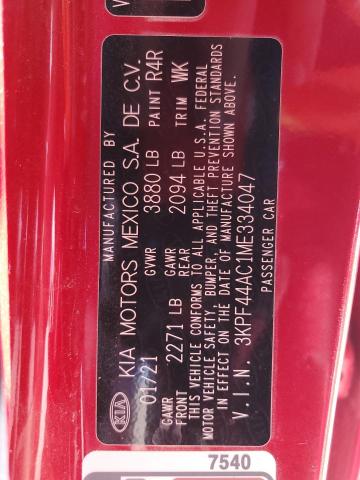 MANUFACTURED BY
KIA KIA MOTORS MEXICO S.A. DE C.V.
01/21 GVWR 3880 LB PAINT R4R
GAWR FRONT 2271 LB GAWR REAR 2094 LB TRIM WK
THIS VEHICLE CONFORMS TO ALL APPLICABLE U.S.A. FEDERAL
MOTOR VEHICLE SAFETY, BUMPER, AND THEFT PREVENTION STANDARDS
IN EFFECT ON THE DATE OF MANUFACTURE SHOWN ABOVE.
V.I.N. 3KPF44AC1ME334047
PASSENGER CAR
7540